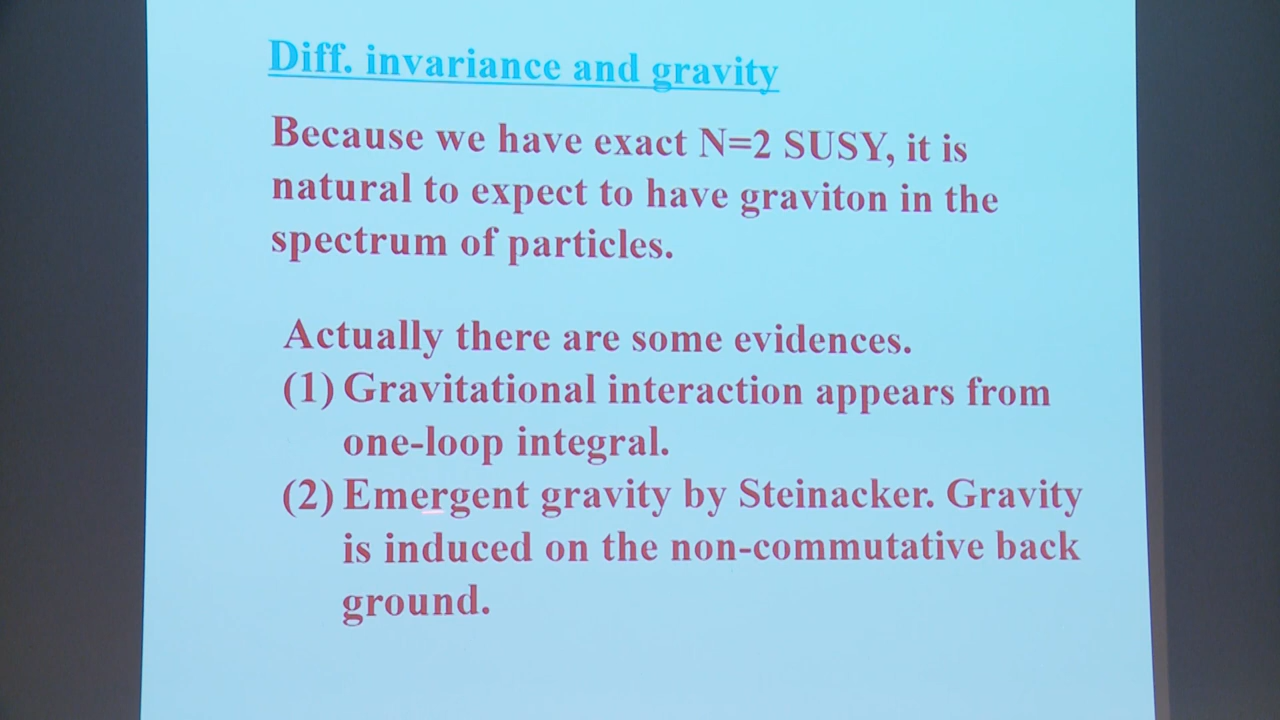 Diff. invariance and gravity
Because we have exact N=2 SUSY, it is
natural to expect to have graviton in the
spectrum of particles.
Actually there are some evidences.
(1) Gravitational interaction appears from
one-loop integral.
(2) Emergent gravity by Steinacker. Gravity
is induced on the non-commutative back
ground.